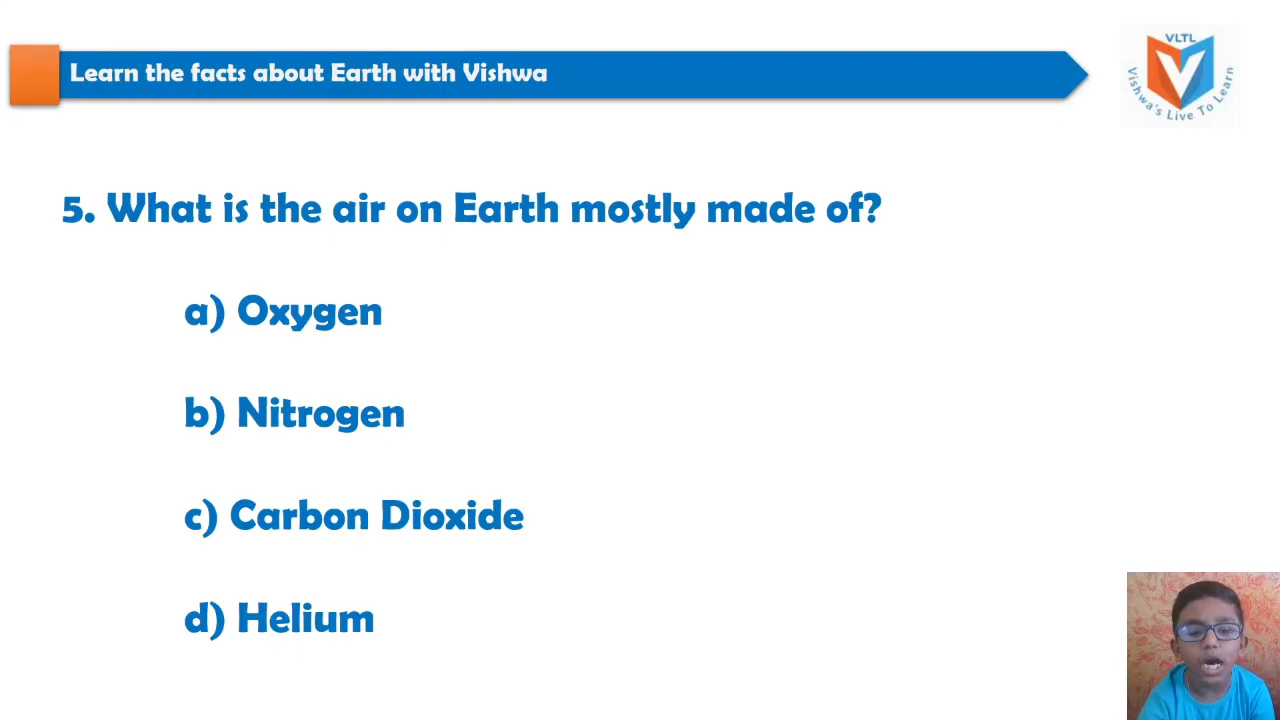 Learn the facts about Earth with Vishwa
VLTL
Vishwa's Live To Learn
5. What is the air on Earth mostly made of?
a) Oxygen
b) Nitrogen
c) Carbon Dioxide
d) Helium